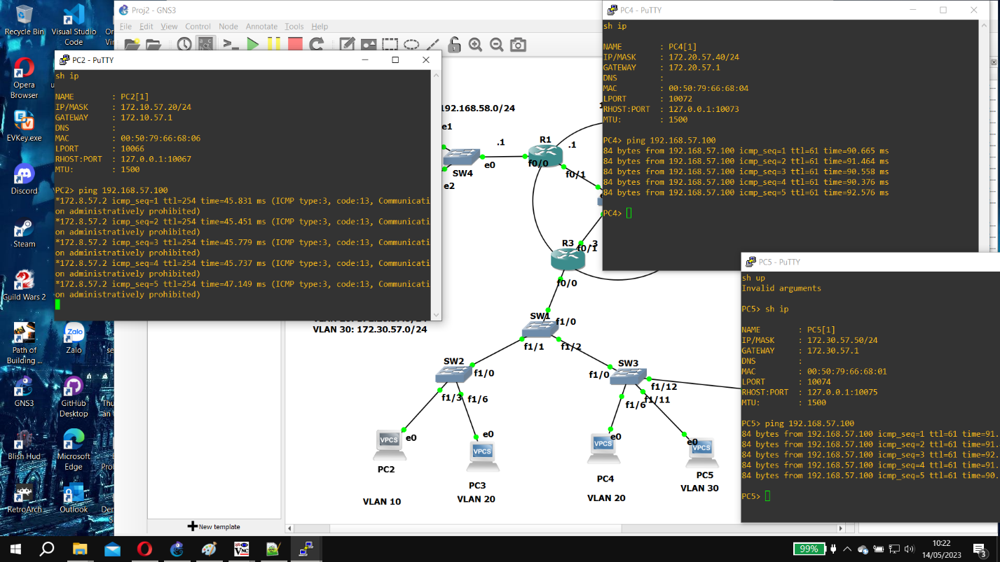 Recycle Bin
Visual Studio
Code
Opera
Browser
EVKey.exe
Discord
Steam
Guild Wars 2
Path of
Building ...
Zalo
GNS3
GitHub
Desktop
Blish Hud
Microsoft
Edge
RetroArch
Outlook
Proj2 - GNS3
File Edit View Control Node Annotate Tools Help
PC2 - PuTTY
sh ip
NAME : PC2[1]
IP/MASK : 172.10.57.20/24
GATEWAY : 172.10.57.1
DNS :
MAC : 00:50:79:66:68:06
LPORT : 10066
RHOST:PORT : 127.0.0.1:10067
MTU: : 1500
PC2> ping 192.168.57.100
*172.8.57.2 icmp_seq=1 ttl=254 time=45.831 ms (ICMP type:3, code:13, Communicati
on administratively prohibited)
*172.8.57.2 icmp_seq=2 ttl=254 time=45.451 ms (ICMP type:3, code:13, Communicati
on administratively prohibited)
*172.8.57.2 icmp_seq=3 ttl=254 time=45.779 ms (ICMP type:3, code:13, Communicati
on administratively prohibited)
*172.8.57.2 icmp_seq=4 ttl=254 time=45.737 ms (ICMP type:3, code:13, Communicati
on administratively prohibited)
*172.8.57.2 icmp_seq=5 ttl=254 time=47.149 ms (ICMP type:3, code:13, Communicati
on administratively prohibited)
PC4 - PuTTY
sh ip
NAME : PC4[1]
IP/MASK : 172.20.57.40/24
GATEWAY : 172.20.57.1
DNS :
MAC : 00:50:79:66:68:04
LPORT : 10072
RHOST:PORT : 127.0.0.1:10073
MTU: : 1500
PC4> ping 192.168.57.100
84 bytes from 192.168.57.100 icmp_seq=1 ttl=61 time=90.665 ms
84 bytes from 192.168.57.100 icmp_seq=2 ttl=61 time=91.464 ms
84 bytes from 192.168.57.100 icmp_seq=3 ttl=61 time=90.558 ms
84 bytes from 192.168.57.100 icmp_seq=4 ttl=61 time=90.376 ms
84 bytes from 192.168.57.100 icmp_seq=5 ttl=61 time=92.576 ms
PC4>
PC5 - PuTTY
sh up
Invalid arguments
PC5> sh ip
NAME : PC5[1]
IP/MASK : 172.30.57.50/24
GATEWAY : 172.30.57.1
DNS :
MAC : 00:50:79:66:68:01
LPORT : 10074
RHOST:PORT : 127.0.0.1:10075
MTU: : 1500
PC5> ping 192.168.57.100
84 bytes from 192.168.57.100 icmp_seq=1 ttl=61 time=91.
84 bytes from 192.168.57.100 icmp_seq=2 ttl=61 time=91.
84 bytes from 192.168.57.100 icmp_seq=3 ttl=61 time=92.
84 bytes from 192.168.57.100 icmp_seq=4 ttl=61 time=91.
84 bytes from 192.168.57.100 icmp_seq=5 ttl=61 time=90.
PC5>
192.168.58.0/24
e1
.1
R1
.1
SW4
e0
f0/0
f0/1
e2
R3
.3
f0/1
f0/0
VLAN 30: 172.30.57.0/24
SW1
f1/0
f1/1
f1/2
SW2
f1/0
f1/3
f1/6
SW3
f1/0
f1/12
f1/6
f1/11
VPCS
e0
PC2
VLAN 10
VPCS
e0
PC3
VLAN 20
VPCS
e0
PC4
VLAN 20
VPCS
e0
PC5
VLAN 30
New template
99%
10:22
14/05/2023
3